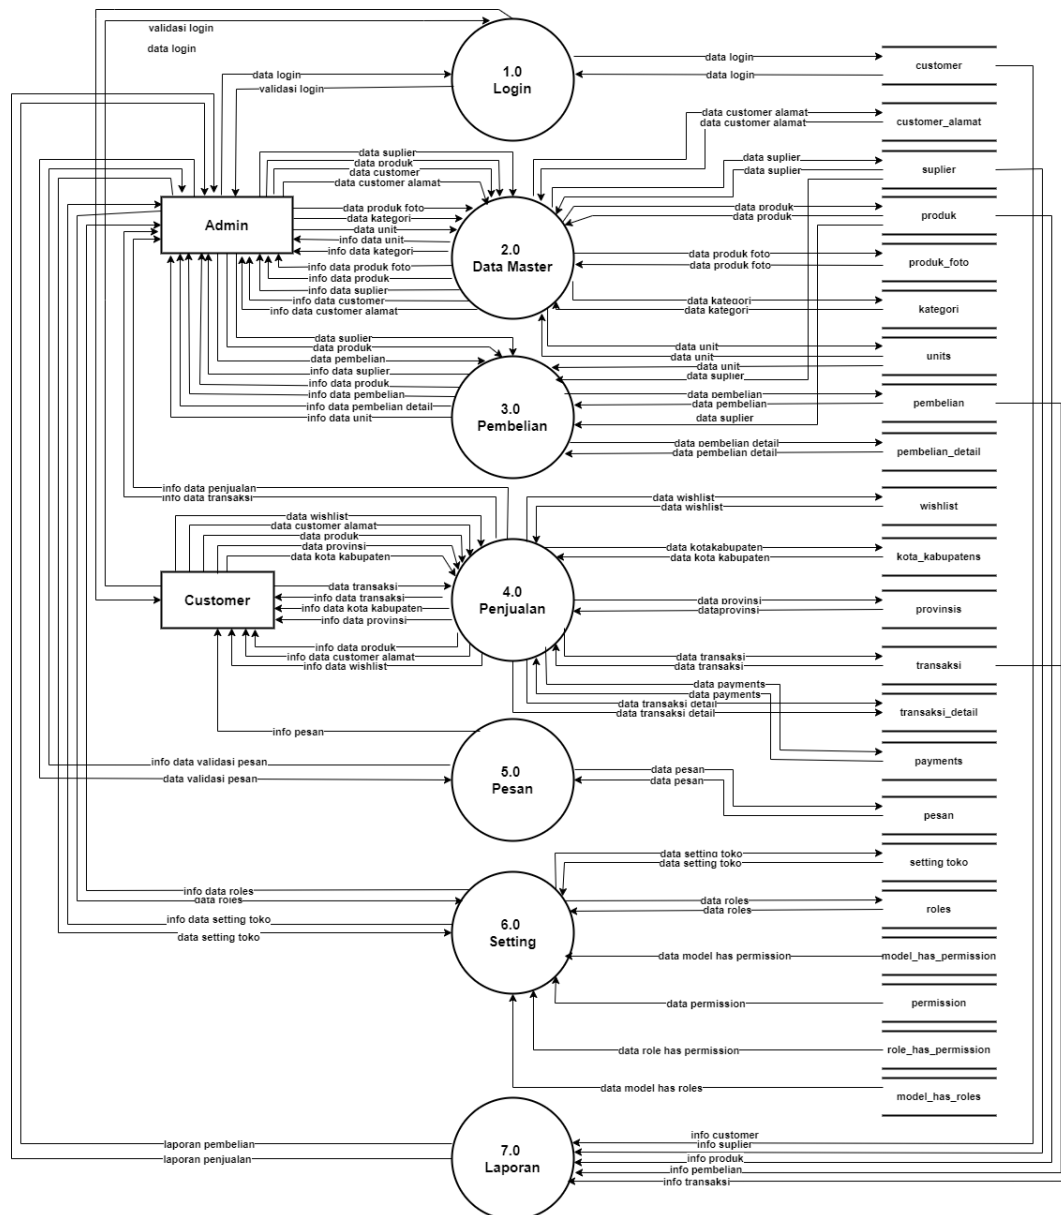 validasi login
data login
1.0
Login
data login
data login
customer
data login
validasi login
data customer alamat
data customer alamat
customer_alamat
data suplier
data produk
data customer
data customer alamat
data suplier
data suplier
suplier
Admin
data produk foto
data kategori
data unit
info data unit
info data kategori
info data produk foto
info data produk
info data suplier
info data customer
info data customer alamat
2.0
Data Master
data produk
data produk
produk
data produk foto
data produk foto
produk_foto
data kategori
data kategori
kategori
data unit
data unit
units
data unit
data suplier
data suplier
data produk
data pembelian
info data suplier
info data produk
info data pembelian
info data pembelian detail
info data unit
3.0
Pembelian
data pembelian
data pembelian
pembelian
data suplier
data pembelian detail
data pembelian detail
pembelian_detail
info data penjualan
info data transaksi
data wishlist
data wishlist
wishlist
data wishlist
data customer alamat
data produk
data provinsi
data kota kabupaten
data kotakabupaten
data kota kabupaten
kota_kabupatens
Customer
data transaksi
info data transaksi
info data kota kabupaten
info data provinsi
info data produk
info data customer alamat
info data wishlist
4.0
Penjualan
data provinsi
dataprovinsi
provinsis
data transaksi
data transaksi
transaksi
data payments
data payments
data transaksi detail
data transaksi detail
transaksi_detail
payments
info pesan
info data validasi pesan
data validasi pesan
5.0
Pesan
data pesan
data pesan
pesan
data setting toko
data setting toko
setting toko
info data roles
data roles
info data setting toko
data setting toko
6.0
Setting
data roles
data roles
roles
data model has permission
model_has_permission
data permission
permission
data role has permission
role_has_permission
data model has roles
model_has_roles
laporan pembelian
laporan penjualan
7.0
Laporan
info customer
info suplier
info produk
info pembelian
info transaksi